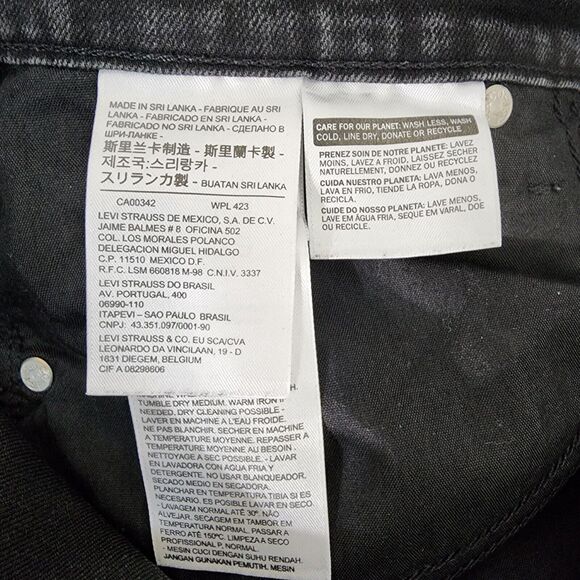 MADE IN SRI LANKA - FABRIQUE AU SRI
LANKA - FABRICADO EN SRI LANKA -
FABRICADO NO SRI LANKA - СДЕЛАНО В
ШРИ-ЛАНКЕ -
斯里兰卡制造 - 斯里蘭卡製 -
제조국:스리랑카 -
スリランカ製 - BUATAN SRI LANKA
CA00342 WPL 423
LEVI STRAUSS DE MEXICO, S.A. DE C.V.
JAIME BALMES # 8 OFICINA 502
COL. LOS MORALES POLANCO
DELEGACION MIGUEL HIDALGO
C.P. 11510 MEXICO D.F.
R.F.C. LSM 660818 M-98 C.N.I.V. 3337
LEVI STRAUSS DO BRASIL
AV. PORTUGAL, 400
06990-110
ITAPEVI – SAO PAULO BRASIL
CNPJ: 43.351.097/0001-90
LEVI STRAUSS & CO. EU SCA/CVA
LEONARDO DA VINCILAAN, 19 - D
1831 DIEGEM, BELGIUM
CIF A 08298606
CARE FOR OUR PLANET: WASH LESS, WASH
COLD, LINE DRY, DONATE OR RECYCLE
PRENEZ SOIN DE NOTRE PLANETE: LAVEZ
MOINS, LAVEZ A FROID, LAISSEZ SECHER
NATURELLEMENT, DONNEZ OU RECYCLEZ
CUIDA NUESTRO PLANETA: LAVA MENOS,
LAVA EN FRIO, TIENDE LA ROPA, DONA O
RECICLA.
CUIDE DO NOSSO PLANETA: LAVE MENOS,
LAVE EM ÁGUA FRIA, SEQUE EM VARAL, DOE
OU RECICLE.
TUMBLE DRY MEDIUM. WARM IRON IF
NEEDED. DRY CLEANING POSSIBLE -
LAVER EN MACHINE A L'EAU FROIDE.
NE PAS BLANCHIR. SECHER EN MACHINE
A TEMPERATURE MOYENNE. REPASSER A
TEMPERATURE MOYENNE AU BESOIN.
NETTOYAGE A SEC POSSIBLE. - LAVAR
EN LAVADORA CON AGUA FRIA Y
DETERGENTE. NO USAR BLANQUEADOR.
SECADO MEDIO EN SECADORA.
PLANCHAR EN TEMPERATURA TIBIA SI ES
NECESARIO. ES POSIBLE LAVAR EN SECO.
- LAVAGEM NORMAL ATÉ 30°. NÃO
ALVEJAR. SECAGEM EM TAMBOR EM
TEMPERATURA NORMAL. PASSAR A
FERRO ATÉ 150ºC. LIMPEZA A SECO
PROFISSIONAL P, NORMAL.
- MESIN CUCI DENGAN SUHU RENDAH.
JANGAN GUNAKAN PEMUTIH. MESIN